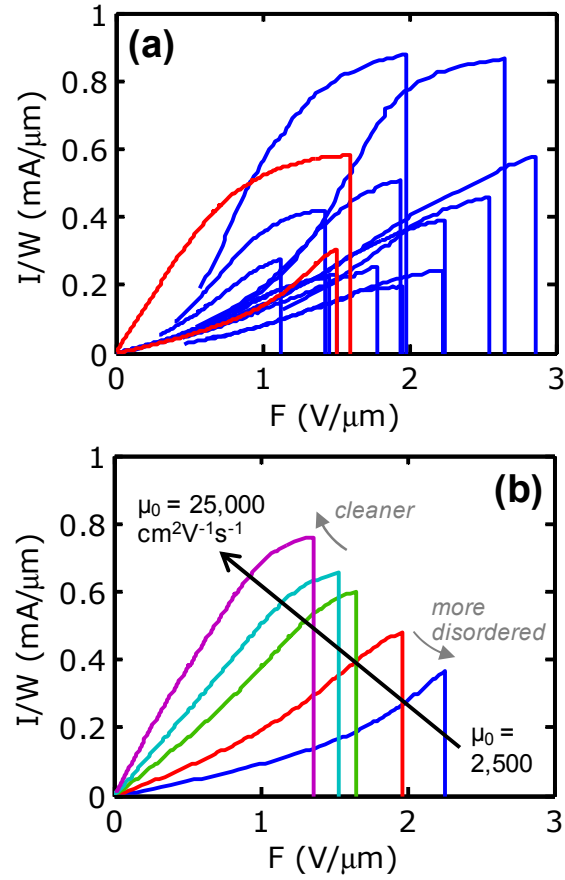 (a)
1
0.8
0.6
0.4
0.2
0
I/W (mA/μm)
0 1 2 3
F (V/μm)
(b)
1
0.8
0.6
0.4
0.2
0
I/W (mA/μm)
μ₀ = 25,000
cm²V⁻¹s⁻¹
cleaner
more
disordered
μ₀ =
2,500
0 1 2 3
F (V/μm)